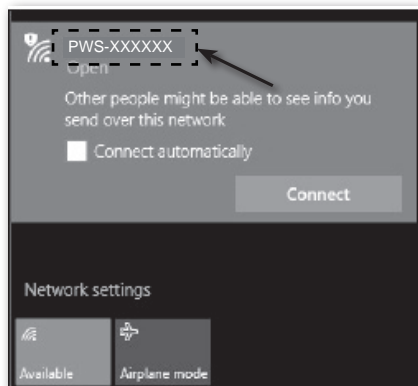 PWS-XXXXXX
Open
Other people might be able to see info you
send over this network
Connect automatically
Connect
Network settings
Available
Airplane mode